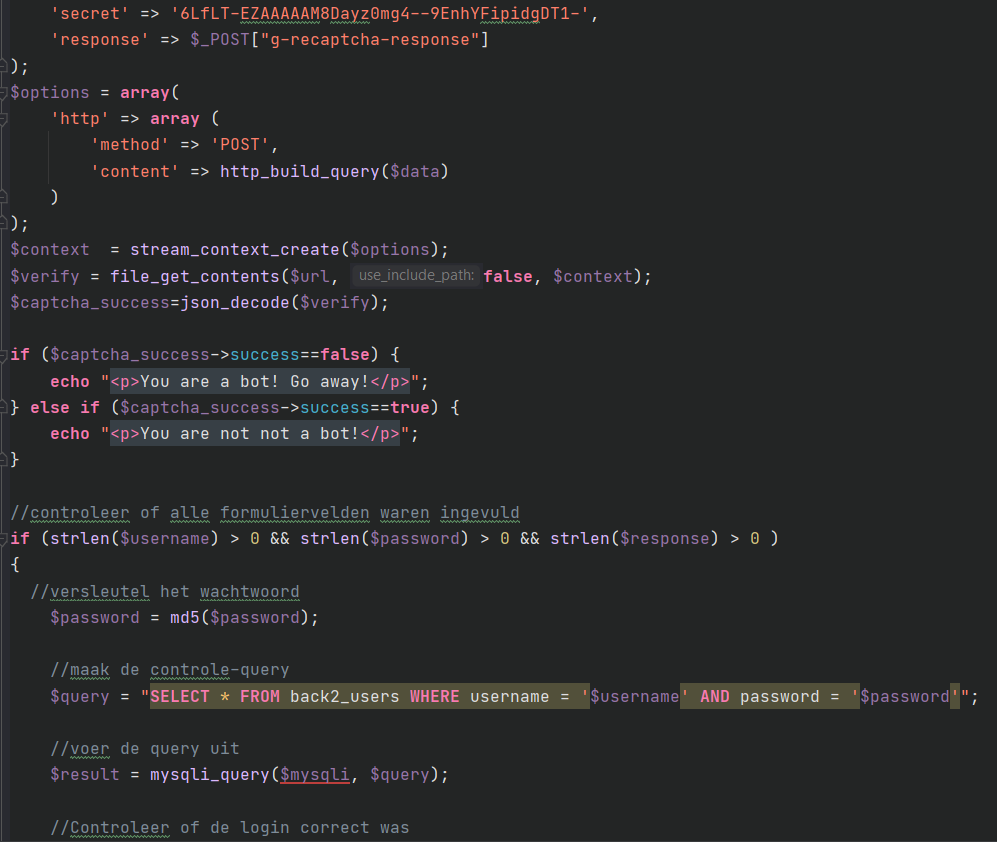 'secret' => '6LfLT-EZAAAAAM8Dayz0mg4--9EnhYFipidgDT1-',
'response' => $_POST["g-recaptcha-response"]
);
$options = array(
'http' => array (
'method' => 'POST',
'content' => http_build_query($data)
)
);
$context  = stream_context_create($options);
$verify = file_get_contents($url, use_include_path: false, $context);
$captcha_success=json_decode($verify);
if ($captcha_success->success==false) {
echo "<p>You are a bot! Go away!</p>";
} else if ($captcha_success->success==true) {
echo "<p>You are not not a bot!</p>";
}
//controleer of alle formuliervelden waren ingevuld
if (strlen($username) > 0 && strlen($password) > 0 && strlen($response) > 0 )
{
//versleutel het wachtwoord
$password = md5($password);
//maak de controle-query
$query = "SELECT * FROM back2_users WHERE username = '$username' AND password = '$password'";
//voer de query uit
$result = mysqli_query($mysqli, $query);
//Controleer of de login correct was